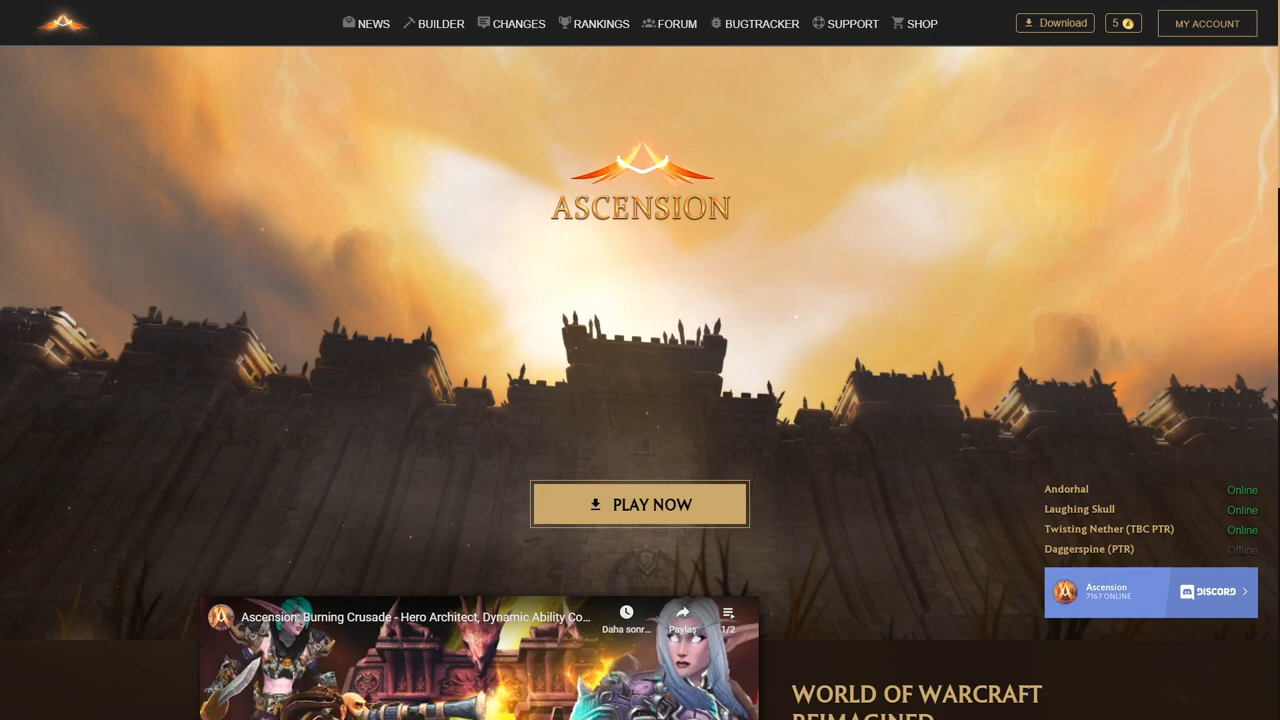 NEWS BUILDER CHANGES RANKINGS FORUM BUGTRACKER SUPPORT SHOP Download 5 MY ACCOUNT
ASCENSION
PLAY NOW
Andorhal Online
Laughing Skull Online
Twisting Nether (TBC PTR) Online
Daggerspine (PTR) Offline
Ascension
7167 ONLINE
DISCORD
Ascension: Burning Crusade - Hero Architect, Dynamic Ability Co...
Daha sonr... Paylaş 1/2
WORLD OF WARCRAFT
REIMAGINED